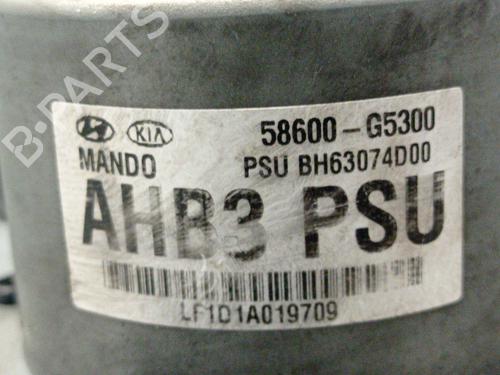 B-PARTS
KIA
58600-G5300
MANDO
PSU BH63074D00
AHB3 PSU
LF1D1A019709